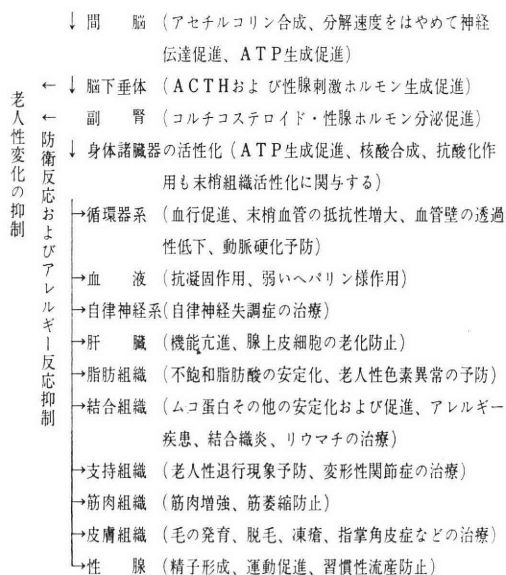 ↓ 間　脳 (アセチルコリン合成、分解速度をはやめて神経
伝達促進、ATP生成促進)
← ↓ 脳下垂体 (ACTHおよび性腺刺激ホルモン生成促進)
← 副　腎 (コルチコステロイド・性腺ホルモン分泌促進)
↓ 身体諸臓器の活性化 (ATP生成促進、核酸合成、抗酸化作
用も末梢組織活性化に関与する)
→循環器系 (血行促進、末梢血管の抵抗性増大、血管壁の透過
性低下、動脈硬化予防)
→血　液 (抗凝固作用、弱いヘパリン様作用)
→自律神経系(自律神経失調症の治療)
→肝　臓 (機能亢進、腺上皮細胞の老化防止)
→脂肪組織 (不飽和脂肪酸の安定化、老人性色素異常の予防)
→結合組織 (ムコ蛋白その他の安定化および促進、アレルギー
疾患、結合織炎、リウマチの治療)
→支持組織 (老人性退行現象予防、変形性関節症の治療)
→筋肉組織 (筋肉増強、筋萎縮防止)
→皮膚組織 (毛の発育、脱毛、凍瘡、指掌角皮症などの治療)
→性　腺 (精子形成、運動促進、習慣性流産防止)
防衛反応およびアレルギー反応抑制
老人性変化の抑制